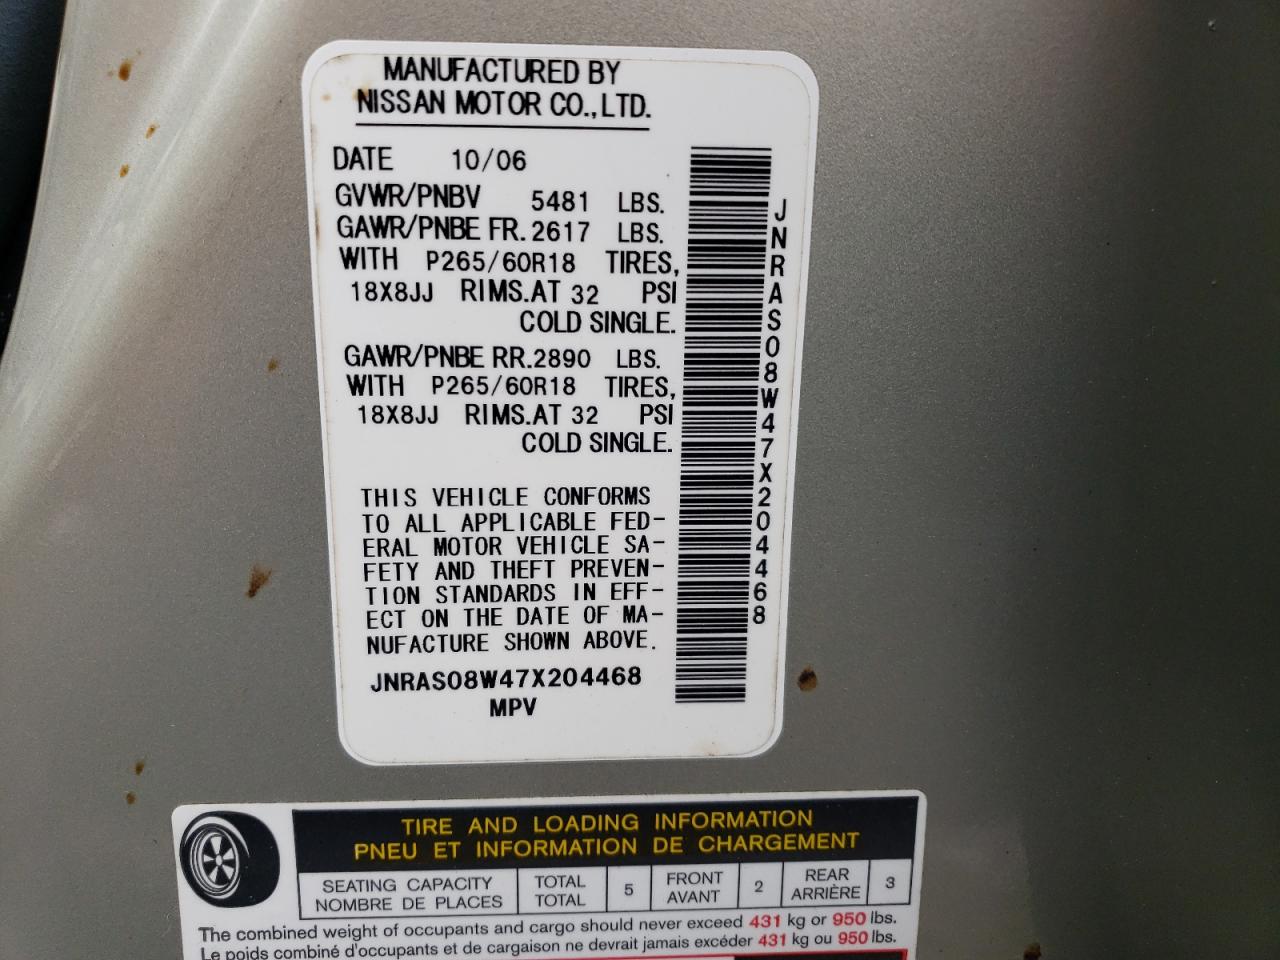 MANUFACTURED BY
NISSAN MOTOR CO., LTD.
DATE 10/06
GVWR/PNBV 5481 LBS.
GAWR/PNBE FR. 2617 LBS.
WITH P265/60R18 TIRES,
18X8JJ RIMS. AT 32 PSI
COLD SINGLE.
GAWR/PNBE RR. 2890 LBS.
WITH P265/60R18 TIRES,
18X8JJ RIMS. AT 32 PSI
COLD SINGLE.
THIS VEHICLE CONFORMS
TO ALL APPLICABLE FED-
ERAL MOTOR VEHICLE SA-
FETY AND THEFT PREVEN-
TION STANDARDS IN EFF-
ECT ON THE DATE OF MA-
NUFACTURE SHOWN ABOVE.
JNRAS08W47X204468
MPV
JNRAS08W47X204468
TIRE AND LOADING INFORMATION
PNEU ET INFORMATION DE CHARGEMENT
SEATING CAPACITY TOTAL 5 FRONT 2 REAR 3
NOMBRE DE PLACES TOTAL AVANT ARRIÈRE
The combined weight of occupants and cargo should never exceed 431 kg or 950 lbs.
Le poids combiné d'occupants et de cargaison ne devrait jamais excéder 431 kg ou 950 lbs.